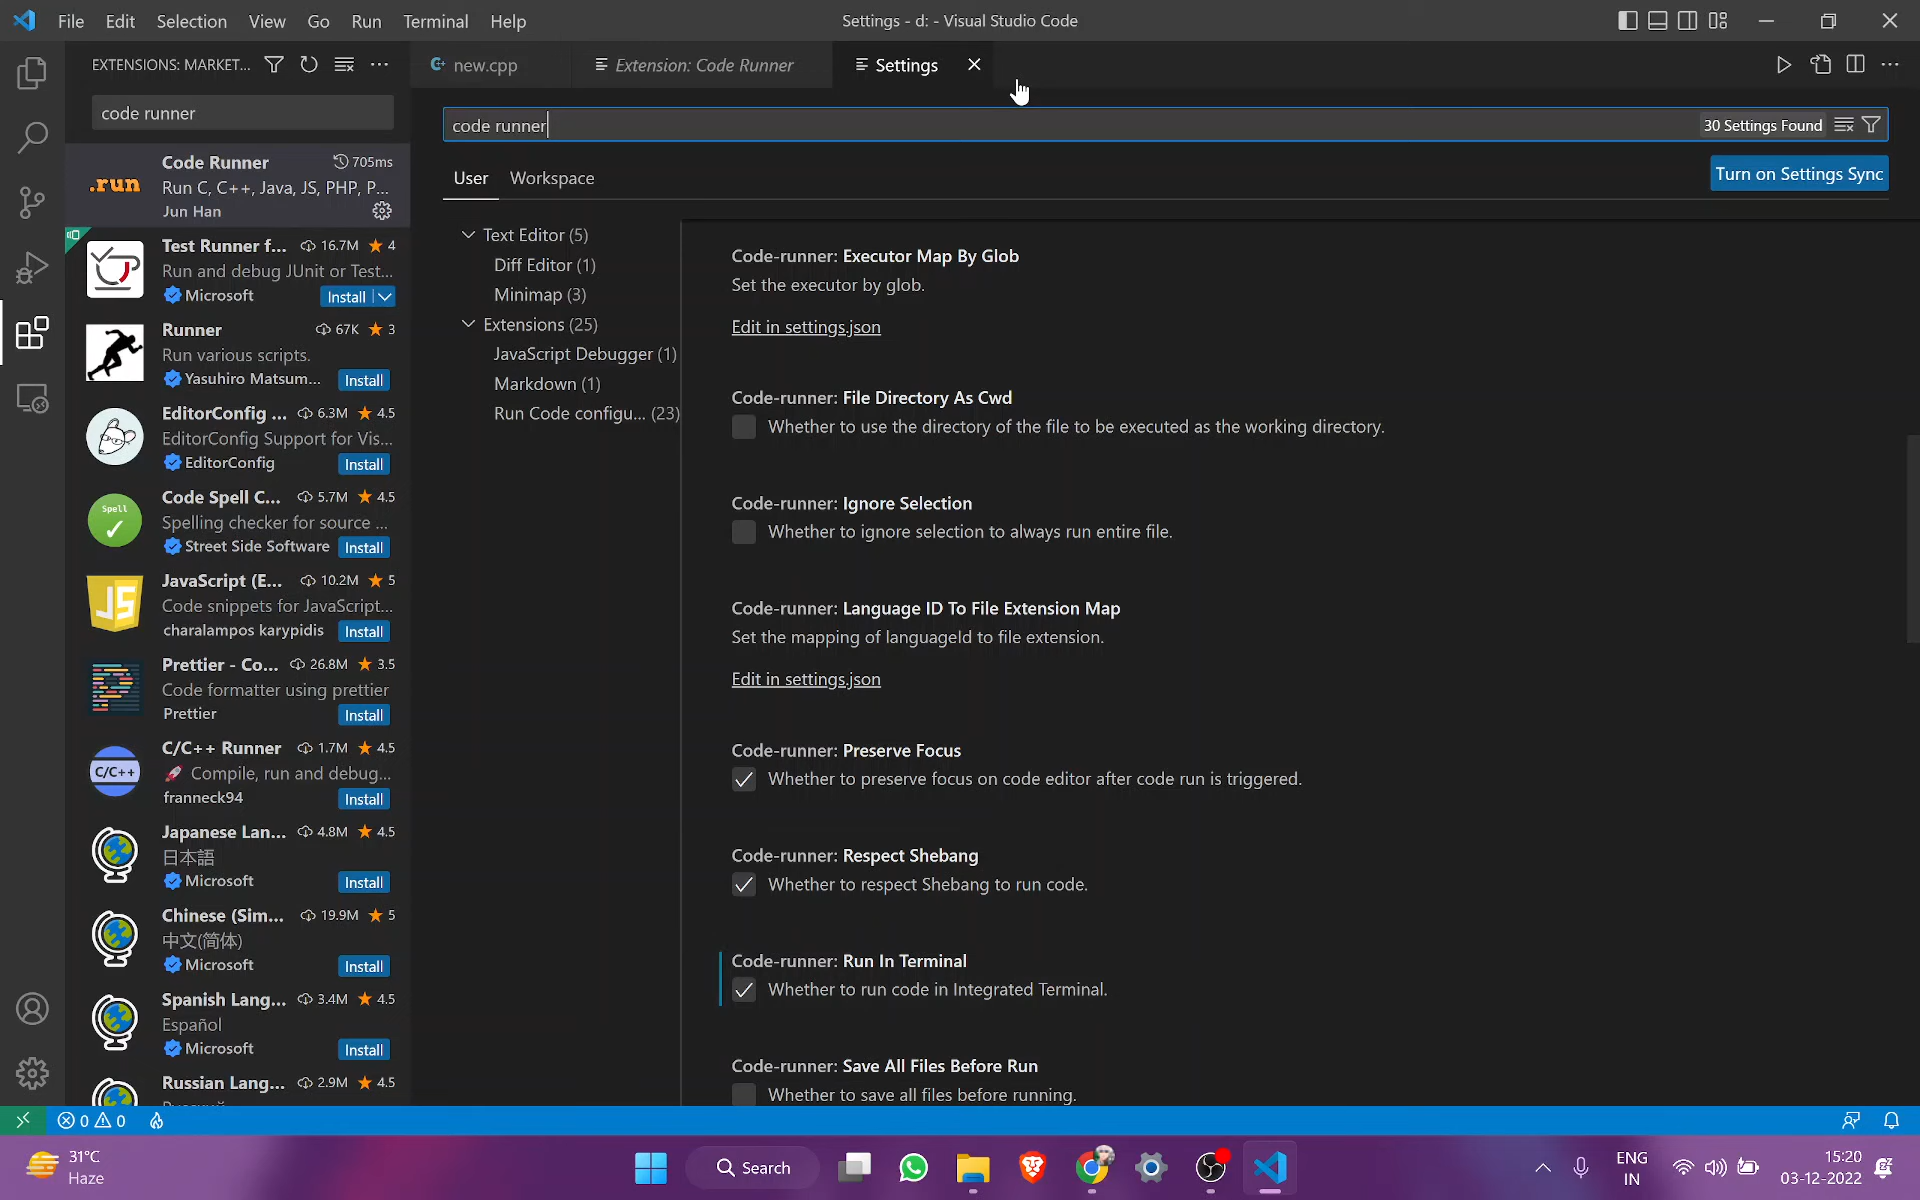 File Edit Selection View Go Run Terminal Help
Settings - d: - Visual Studio Code
EXTENSIONS: MARKET...
new.cpp
Extension: Code Runner
Settings
code runner
code runner
30 Settings Found
User Workspace
Turn on Settings Sync
.run
Code Runner 705ms
Run C, C++, Java, JS, PHP, P...
Jun Han
Test Runner f... 16.7M 4
Run and debug JUnit or Test...
Microsoft Install
Runner 67K 3
Run various scripts.
Yasuhiro Matsum... Install
EditorConfig ... 6.3M 4.5
EditorConfig Support for Vis...
EditorConfig Install
Spell
Code Spell C... 5.7M 4.5
Spelling checker for source ...
Street Side Software Install
JS
JavaScript (E... 10.2M 5
Code snippets for JavaScript...
charalampos karypidis Install
Prettier - Co... 26.8M 3.5
Code formatter using prettier
Prettier Install
C/C++
C/C++ Runner 1.7M 4.5
🚀 Compile, run and debug...
franneck94 Install
Japanese Lan... 4.8M 4.5
日本語
Microsoft Install
Chinese (Sim... 19.9M 5
中文(简体)
Microsoft Install
Spanish Lang... 3.4M 4.5
Español
Microsoft Install
Russian Lang... 2.9M 4.5
Text Editor (5)
Diff Editor (1)
Minimap (3)
Extensions (25)
JavaScript Debugger (1)
Markdown (1)
Run Code configu... (23)
Code-runner: Executor Map By Glob
Set the executor by glob.
Edit in settings.json
Code-runner: File Directory As Cwd
Whether to use the directory of the file to be executed as the working directory.
Code-runner: Ignore Selection
Whether to ignore selection to always run entire file.
Code-runner: Language ID To File Extension Map
Set the mapping of languageId to file extension.
Edit in settings.json
Code-runner: Preserve Focus
Whether to preserve focus on code editor after code run is triggered.
Code-runner: Respect Shebang
Whether to respect Shebang to run code.
Code-runner: Run In Terminal
Whether to run code in Integrated Terminal.
Code-runner: Save All Files Before Run
Whether to save all files before running.
0 0
31°C
Haze
Search
ENG
IN
15:20
03-12-2022